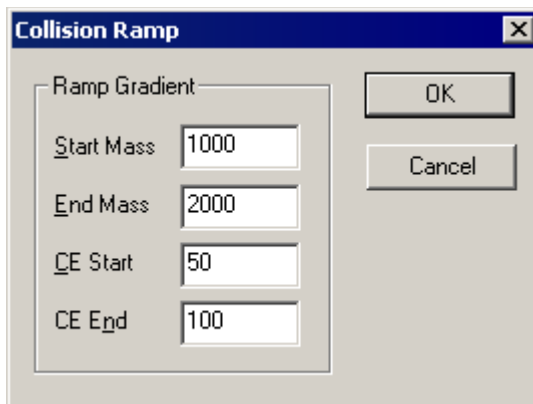 Collision Ramp
Ramp Gradient
Start Mass 1000
End Mass 2000
CE Start 50
CE End 100
OK
Cancel